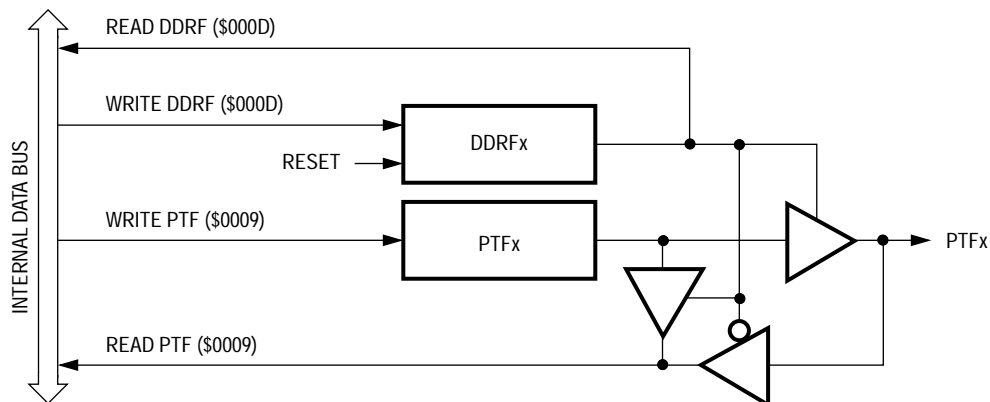 READ DDRF ($000D)
WRITE DDRF ($000D)
DDRFx
RESET
WRITE PTF ($0009)
PTFx
PTFx
READ PTF ($0009)
INTERNAL DATA BUS